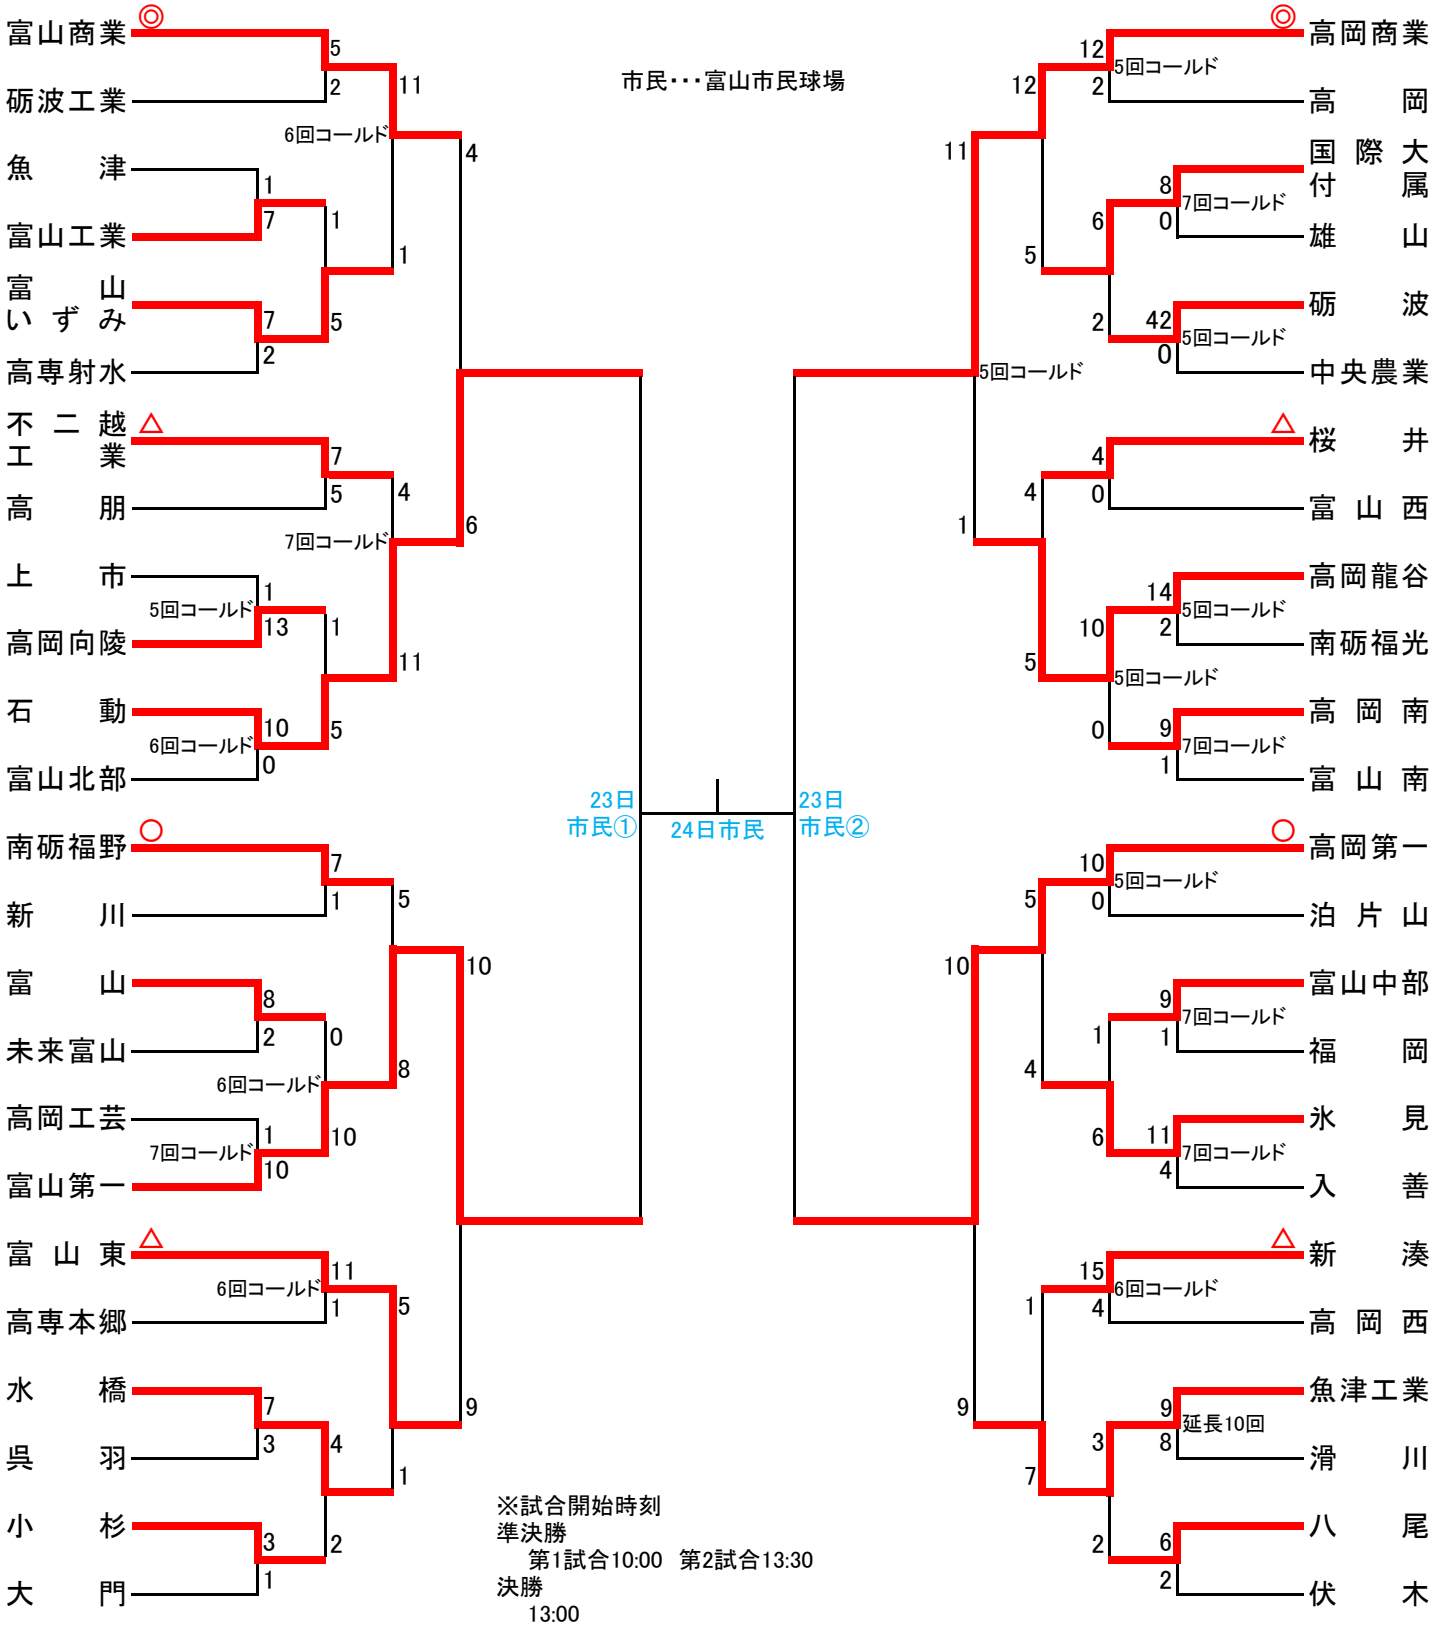 市民・・・富山市民球場
◎
富山商業
5
2
砺波工業
11
6回コールド
魚津
1
7
富山工業
1
富山
いずみ
7
2
高専射水
5
1
4
不二越
工業
△
7
5
高朋
4
7回コールド
上市
1
5回コールド
13
高岡向陵
1
石動
10
6回コールド
0
富山北部
5
11
6
南砺福野
○
7
1
新川
5
富山
8
2
未来富山
0
6回コールド
高岡工芸
1
7回コールド
10
富山第一
10
8
10
富山東
△
11
6回コールド
1
高専本郷
5
水橋
7
3
呉羽
4
小杉
3
1
大門
2
1
9
23日
市民①
24日市民
23日
市民②
◎
高岡商業
12
5回コールド
2
高岡
12
国際大
付属
8
7回コールド
0
雄山
6
砺波
42
5回コールド
0
中央農業
2
5
11
5回コールド
△
桜井
4
0
富山西
4
高岡龍谷
14
5回コールド
2
南砺福光
10
5回コールド
高岡南
9
7回コールド
1
富山南
0
5
1
○
高岡第一
10
5回コールド
0
泊片山
5
富山中部
9
7回コールド
1
福岡
1
氷見
11
7回コールド
4
入善
6
4
10
△
新湊
15
6回コールド
4
高岡西
1
魚津工業
9
延長10回
8
滑川
3
八尾
6
2
伏木
2
7
9
※試合開始時刻
準決勝
第1試合10:00 第2試合13:30
決勝
13:00